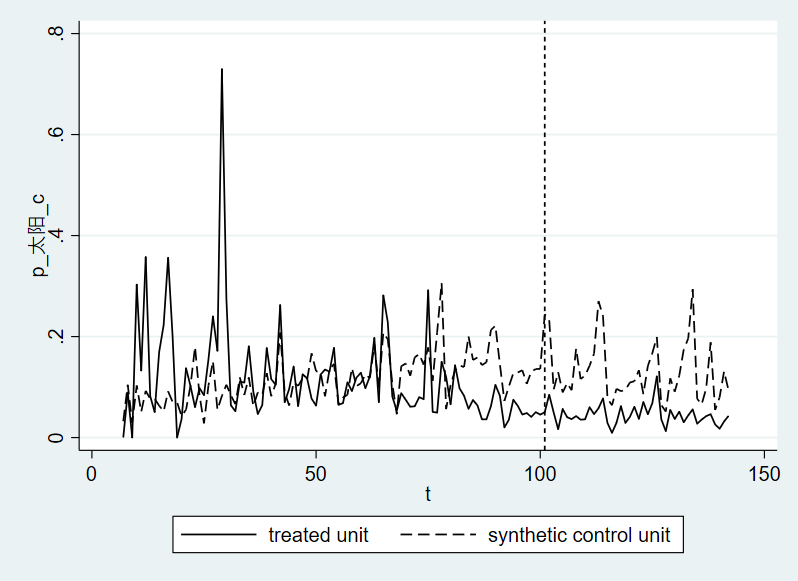 .8
.6
.4
.2
0
p_太阳_c
0
50
100
150
t
treated unit
synthetic control unit